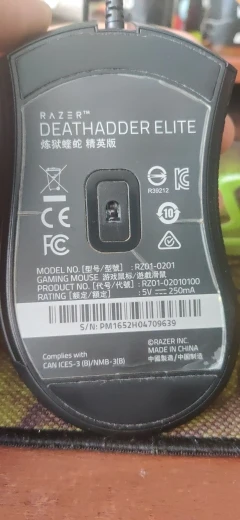 RAZER™
DEATHADDER ELITE
炼狱蝰蛇 精英版
R39212
10
CE
FC
MODEL NO. [型号/型號] : RZ01-0201
GAMING MOUSE 游戏鼠标/遊戲滑鼠
PRODUCT NO. [代号/代號] : RZ01-02010100
RATING [额定/額定] : 5V ⎓ 250mA
S/N: PM1652H04709639
©RAZER INC.
Complies with
MADE IN CHINA
CAN ICES-3 (B)/NMB-3(B)
中國製造 / 中国制造